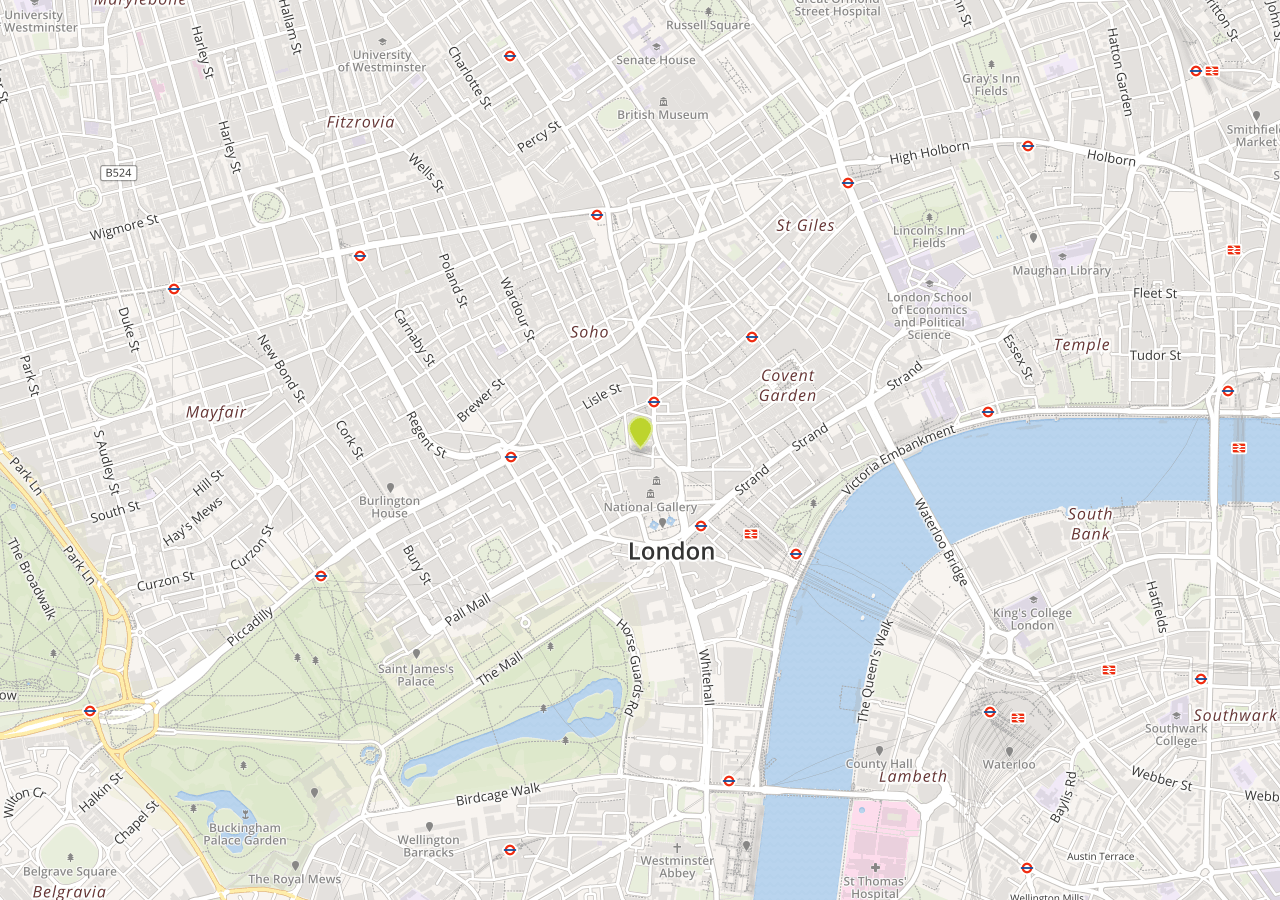 Marylebone
University
of Westminster
Hallam St
Harley St
University
of Westminster
Charlotte St
Russell Square
Senate House
Great Ormond
Street Hospital
Gray's Inn
Fields
Hatton Garden
British Museum
Fitzrovia
Percy St
Harley St
Wells St
B524
High Holborn
Holborn
Smithfield
Market
Wigmore St
St Giles
Lincoln's Inn
Fields
Maughan Library
Poland St
Wardour St
Fleet St
London School
of Economics
and Political
Science
Duke St
Carnaby St
Soho
New Bond St
Essex St
Temple
Tudor St
Park St
Covent
Garden
Strand
Brewer St
Lisle St
Mayfair
Regent St
Cork St
Strand
Victoria Embankment
S Audley St
Park Ln
Hill St
Strand
Burlington
House
National Gallery
South St
Hay's Mews
Curzon St
Waterloo Bridge
South
Bank
London
The Broadwalk
Park Ln
Curzon St
Bury St
Pall Mall
Piccadilly
Hatfields
King's College
London
Horse Guards Rd
The Queen's Walk
Saint James's
Palace
The Mall
Whitehall
Southwark
Southwark
College
County Hall
Lambeth
Waterloo
Webber St
Birdcage Walk
Halkin St
Wilton Cr
Chapel St
Baylis Rd
Buckingham
Palace Garden
Wellington
Barracks
Westminster
Abbey
Austin Terrace
Belgrave Square
The Royal Mews
St Thomas'
Hospital
Belgravia
Wellington Mills